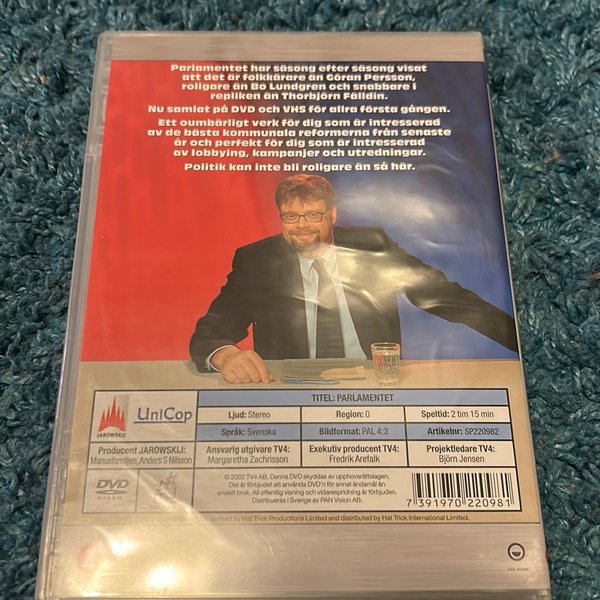 Parlamentet har säsong efter säsong visat
att det är folkkärare än Göran Persson,
roligare än Bo Lundgren och snabbare i
repliken än Thorbjörn Fälldin.
Nu samlat på DVD och VHS för allra första gången.
Ett oumbärligt verk för dig som är intresserad
av de bästa kommunala reformerna från senaste
år och perfekt för dig som är intresserad
av lobbying, kampanjer och utredningar.
Politik kan inte bli roligare än så här.
JAROWSKIJ
UniCop
TITEL: PARLAMENTET
Ljud: Stereo
Region: 0
Speltid: 2 tim 15 min
Språk: Svenska
Bildformat: PAL 4:3
Artikelnr: SP220982
Producent JAROWSKIJ:
Manusfamiljen, Anders S Nilsson
Ansvarig utgivare TV4:
Margaretha Zachrisson
Exekutiv producent TV4:
Fredrik Arefalk
Projektledare TV4:
Björn Jensen
DVD
VIDEO
© 2002 TV4 AB. Denna DVD skyddas av upphovsrättslagen.
Det är förbjudet att använda DVD'n för annat ändamål än
enskilt bruk. All offentlig visning och vidarespridning är förbjuden.
Distribueras i Sverige av PAN Vision AB.
7 391970 220981
by Hat Trick Productions Limited and distributed by Hat Trick International Limited.
PAN VISION